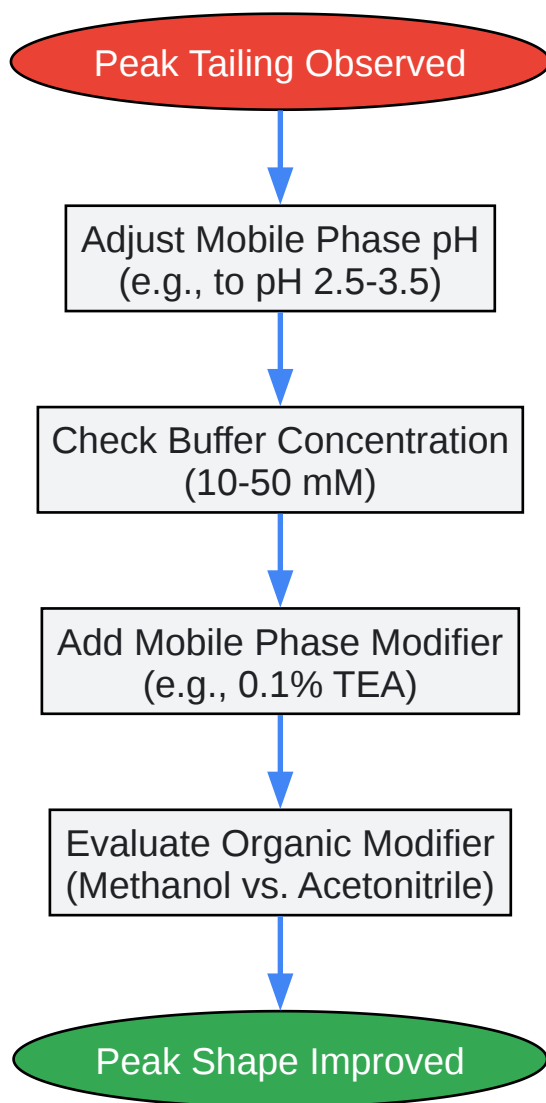 Peak Tailing Observed
Adjust Mobile Phase pH
(e.g., to pH 2.5-3.5)
Check Buffer Concentration
(10-50 mM)
Add Mobile Phase Modifier
(e.g., 0.1% TEA)
Evaluate Organic Modifier
(Methanol vs. Acetonitrile)
Peak Shape Improved